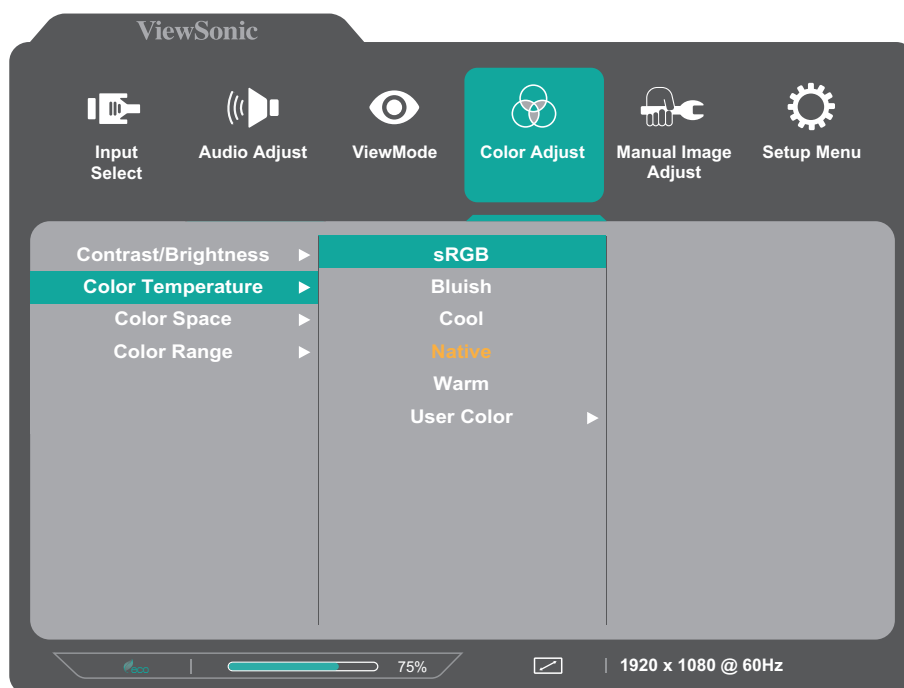 ViewSonic
Input
Select
Audio Adjust
ViewMode
Color Adjust
Manual Image
Adjust
Setup Menu
Contrast/Brightness
Color Temperature
Color Space
Color Range
sRGB
Bluish
Cool
Native
Warm
User Color
eco
75%
1920 x 1080 @ 60Hz